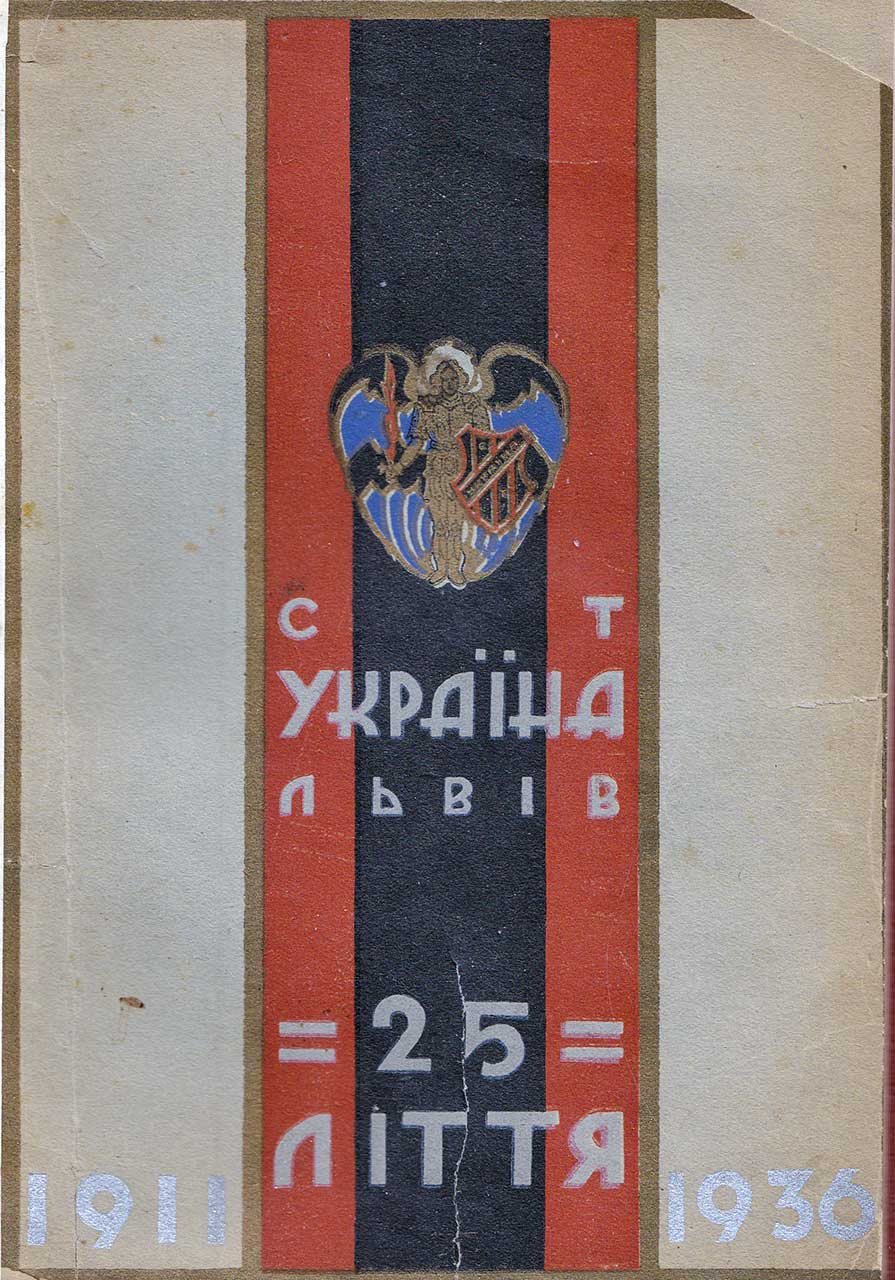 С Т
УКРАЇНА
ЛЬВІВ
= 25 =
ЛІТТЯ
1911 1936